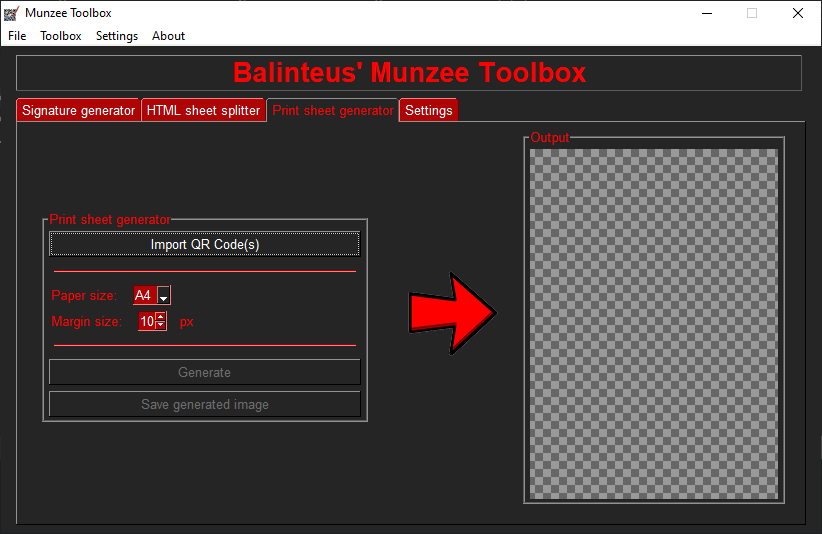 Munzee Toolbox
File Toolbox Settings About
Balinteus' Munzee Toolbox
Signature generator HTML sheet splitter Print sheet generator Settings
Output
Print sheet generator
Import QR Code(s)
Paper size: A4
Margin size: 10 px
Generate
Save generated image